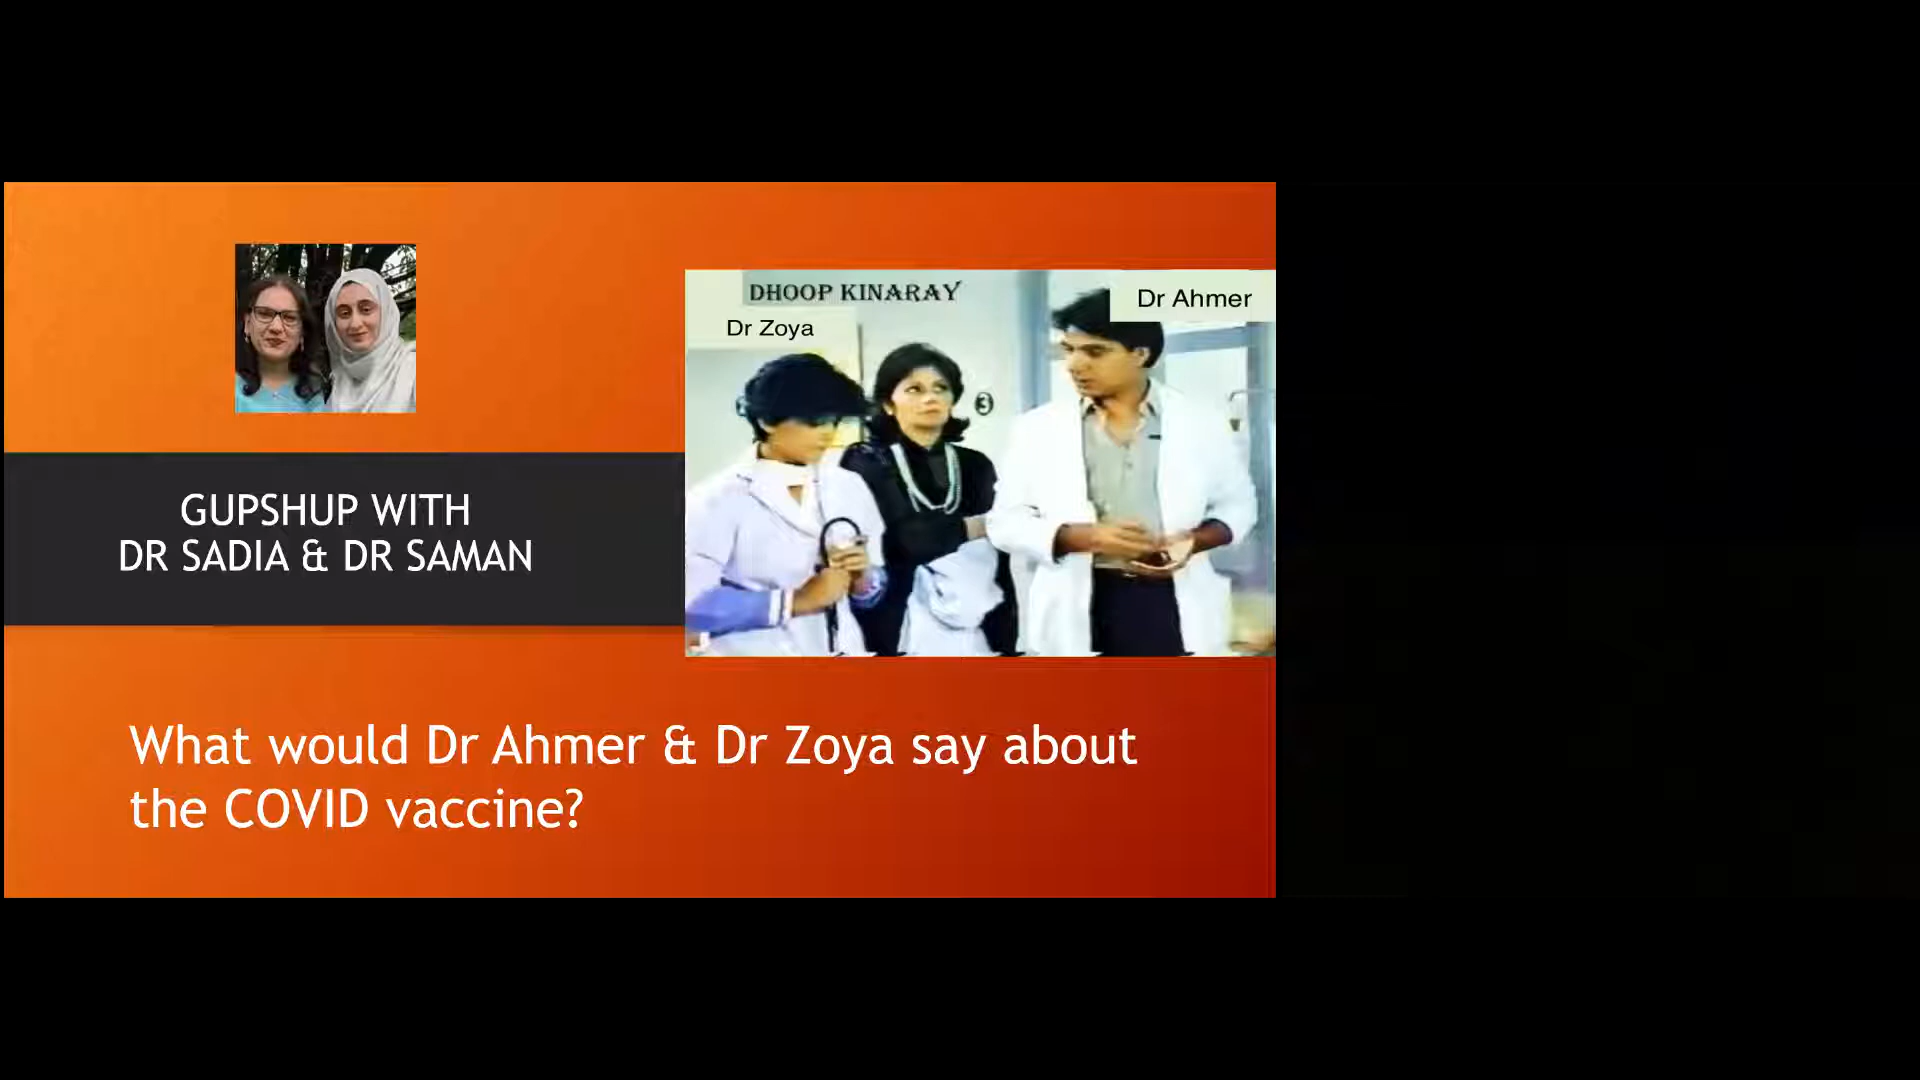 DHOOP KINARAY
Dr Ahmer
Dr Zoya
3
GUPSHUP WITH
DR SADIA & DR SAMAN
What would Dr Ahmer & Dr Zoya say about
the COVID vaccine?